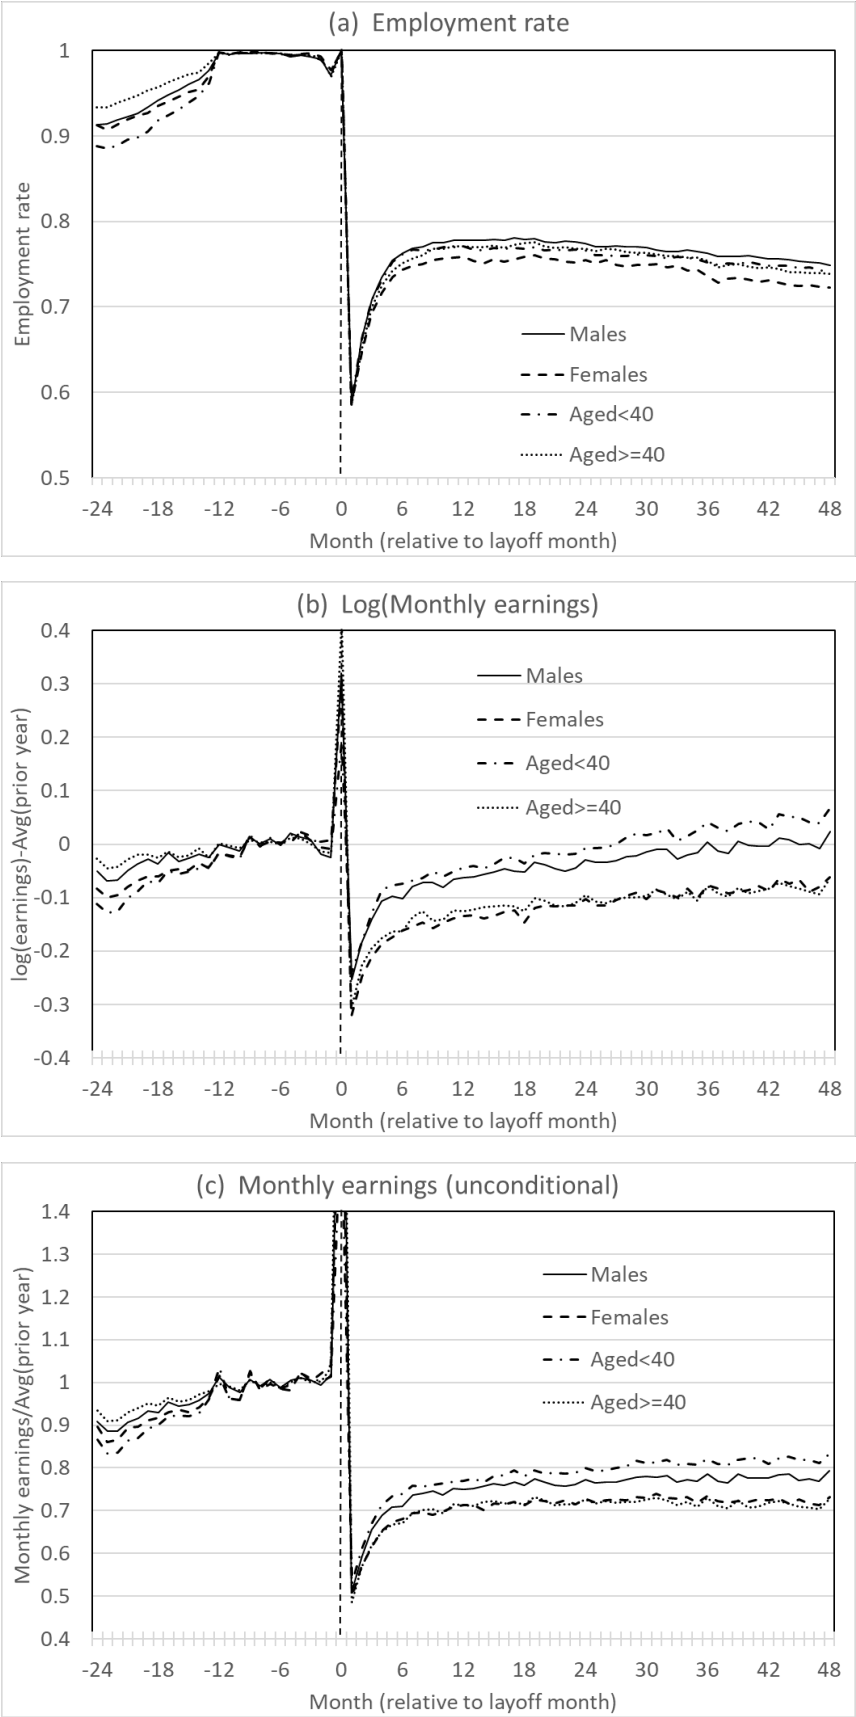 (a) Employment rate
1
0.9
0.8
0.7
0.6
0.5
Employment rate
Males
Females
Aged<40
Aged>=40
-24 -18 -12 -6 0 6 12 18 24 30 36 42 48
Month (relative to layoff month)
(b) Log(Monthly earnings)
0.4
0.3
0.2
0.1
0
-0.1
-0.2
-0.3
-0.4
log(earnings)-Avg(prior year)
Males
Females
Aged<40
Aged>=40
-24 -18 -12 -6 0 6 12 18 24 30 36 42 48
Month (relative to layoff month)
(c) Monthly earnings (unconditional)
1.4
1.3
1.2
1.1
1
0.9
0.8
0.7
0.6
0.5
0.4
Monthly earnings/Avg(prior year)
Males
Females
Aged<40
Aged>=40
-24 -18 -12 -6 0 6 12 18 24 30 36 42 48
Month (relative to layoff month)